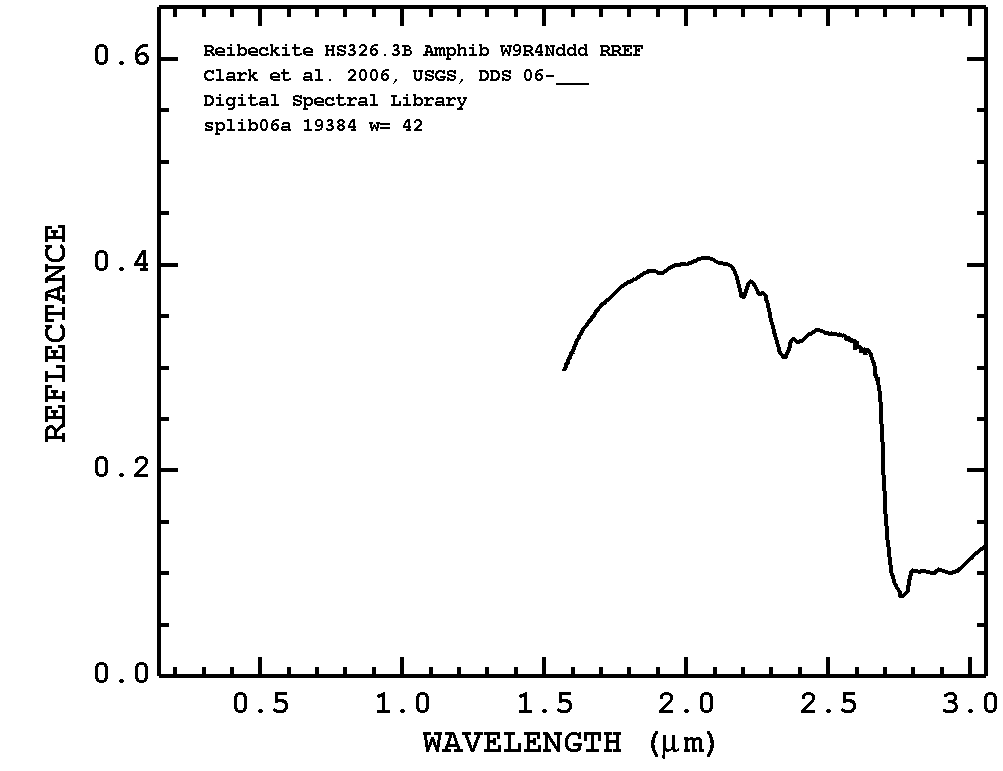 Reibeckite HS326.3B Amphib W9R4Nddd RREF
Clark et al. 2006, USGS, DDS 06-___
Digital Spectral Library
splib06a 19384 w= 42
REFLECTANCE
0.6
0.4
0.2
0.0
0.5 1.0 1.5 2.0 2.5 3.0
WAVELENGTH (µm)